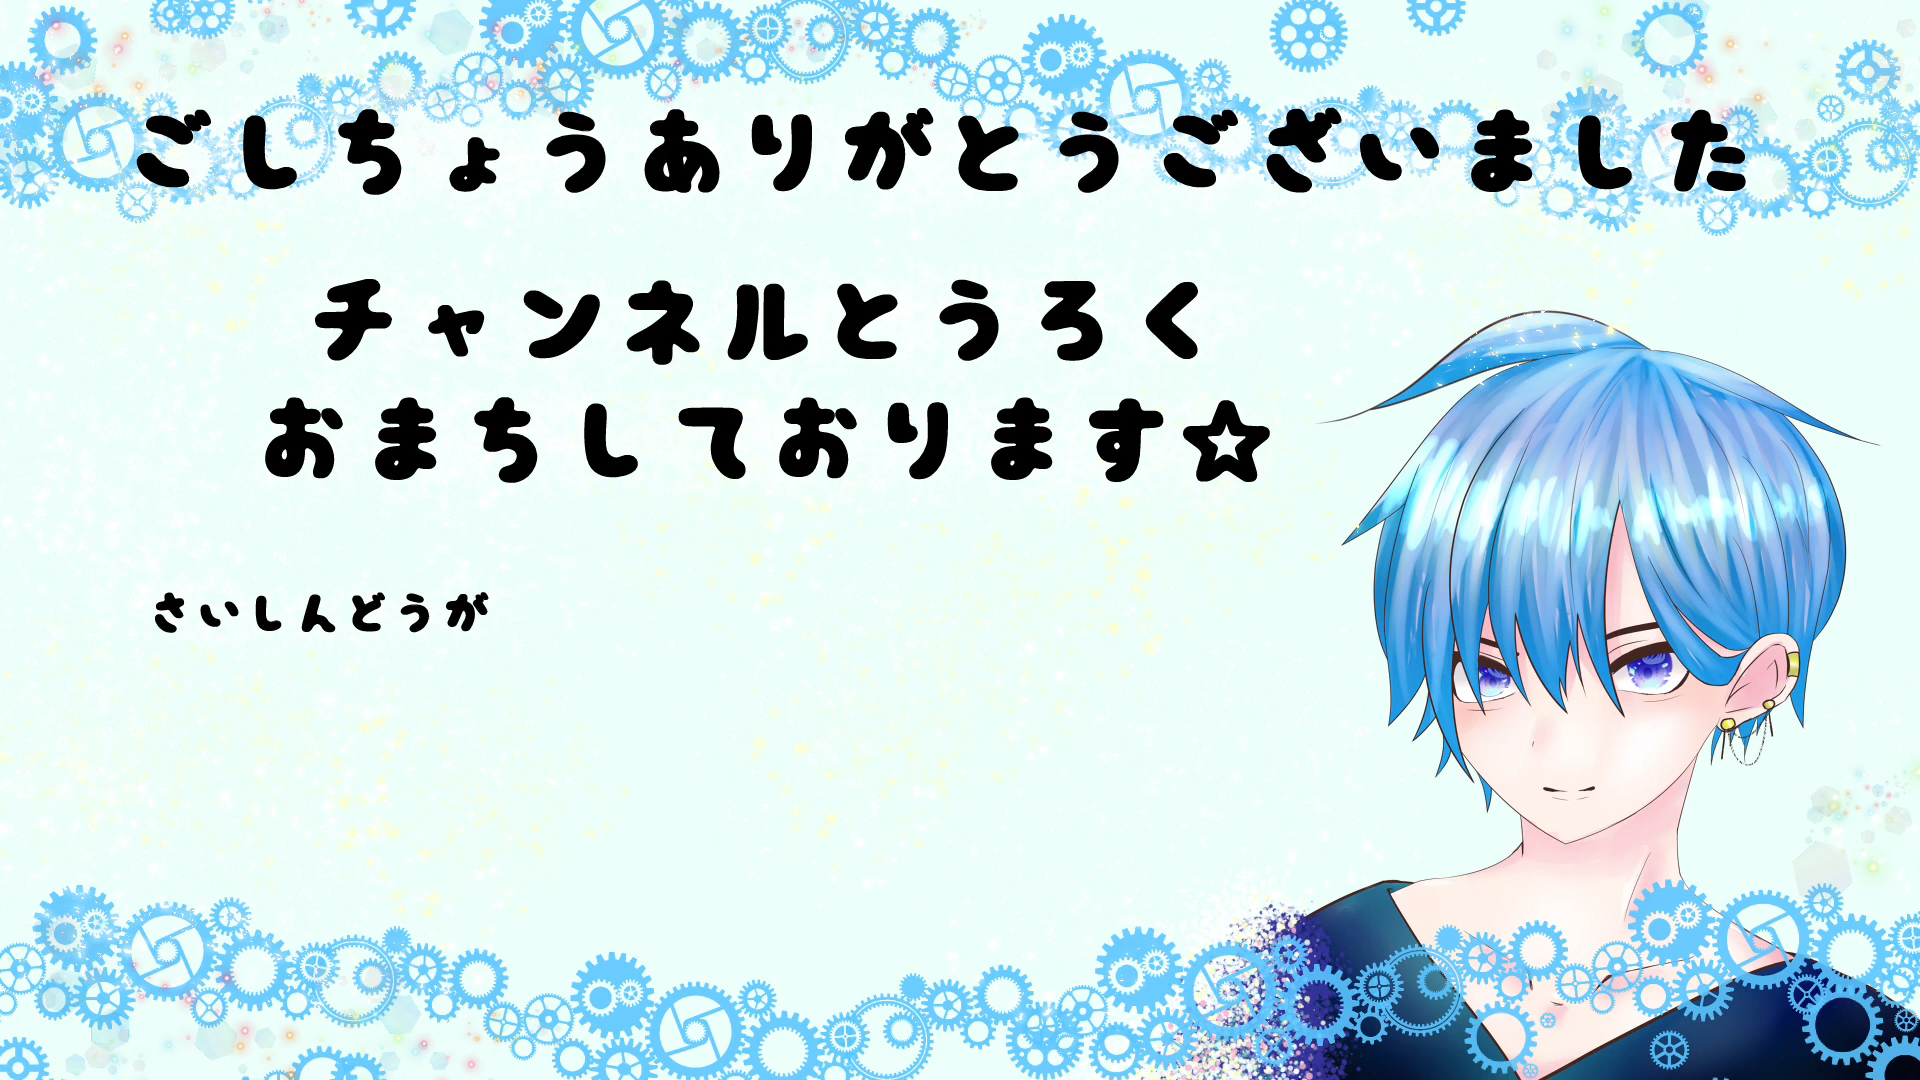 ごしちょうありがとうございました
チャンネルとうろく
おまちしております☆
さいしんどうが